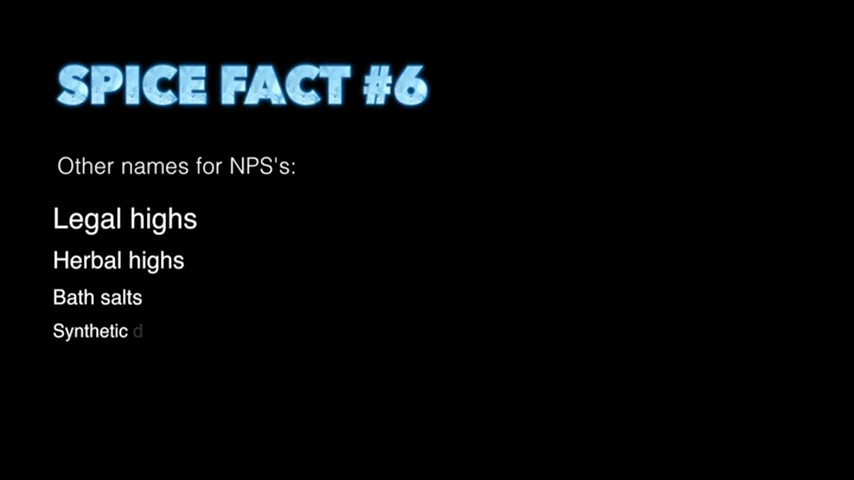 SPICE FACT #6
Other names for NPS's:
Legal highs
Herbal highs
Bath salts
Synthetic d